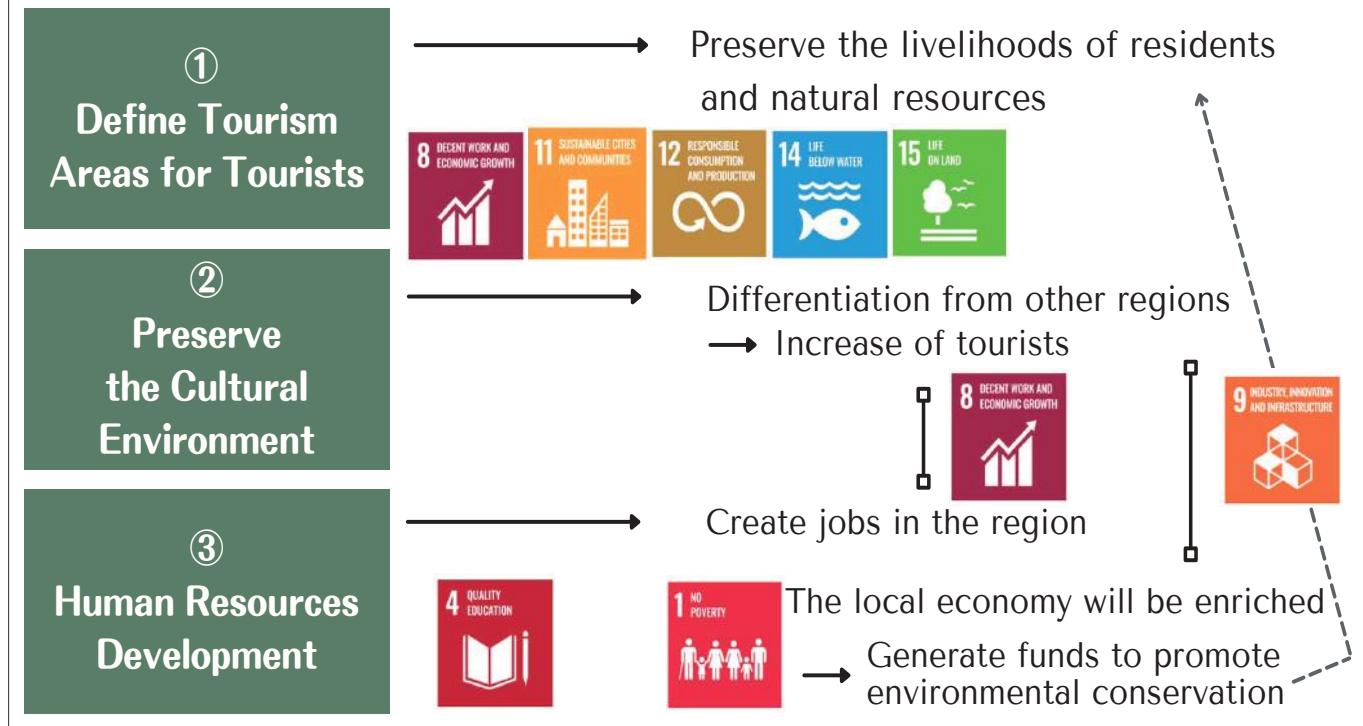 ①
Define Tourism
Areas for Tourists
Preserve the livelihoods of residents
and natural resources
8 DECENT WORK AND
ECONOMIC GROWTH
11 SUSTAINABLE CITIES
AND COMMUNITIES
12 RESPONSIBLE
CONSUMPTION
AND PRODUCTION
14 LIFE
BELOW WATER
15 LIFE
ON LAND
②
Preserve
the Cultural
Environment
Differentiation from other regions
Increase of tourists
8 DECENT WORK AND
ECONOMIC GROWTH
9 INDUSTRY, INNOVATION
AND INFRASTRUCTURE
③
Human Resources
Development
Create jobs in the region
4 QUALITY
EDUCATION
1 NO
POVERTY
The local economy will be enriched
Generate funds to promote
environmental conservation